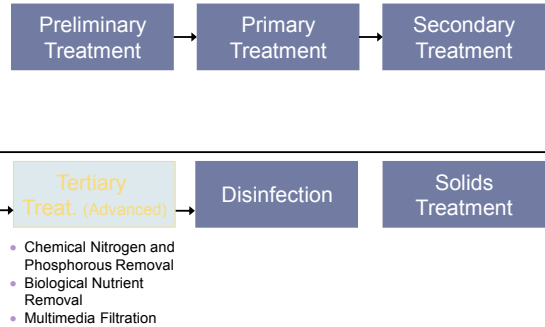 Preliminary
Treatment
Primary
Treatment
Secondary
Treatment
Tertiary
Treat. (Advanced)
Disinfection
Solids
Treatment
• Chemical Nitrogen and
Phosphorous Removal
• Biological Nutrient
Removal
• Multimedia Filtration